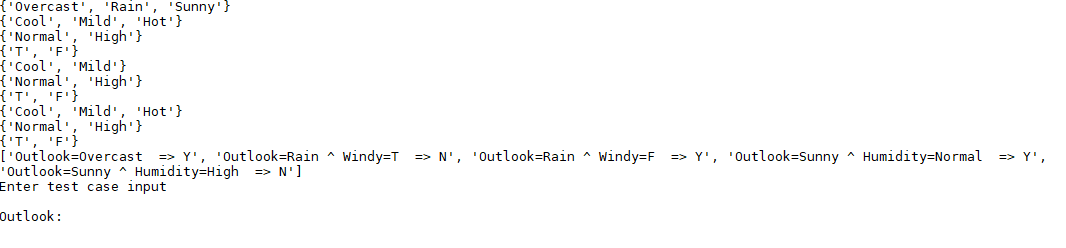 {'Overcast', 'Rain', 'Sunny'}
{'Cool', 'Mild', 'Hot'}
{'Normal', 'High'}
{'T', 'F'}
{'Cool', 'Mild'}
{'Normal', 'High'}
{'T', 'F'}
{'Cool', 'Mild', 'Hot'}
{'Normal', 'High'}
{'T', 'F'}
['Outlook=Overcast  => Y', 'Outlook=Rain ^ Windy=T  => N', 'Outlook=Rain ^ Windy=F  => Y', 'Outlook=Sunny ^ Humidity=Normal  => Y',
'Outlook=Sunny ^ Humidity=High  => N']
Enter test case input
Outlook: